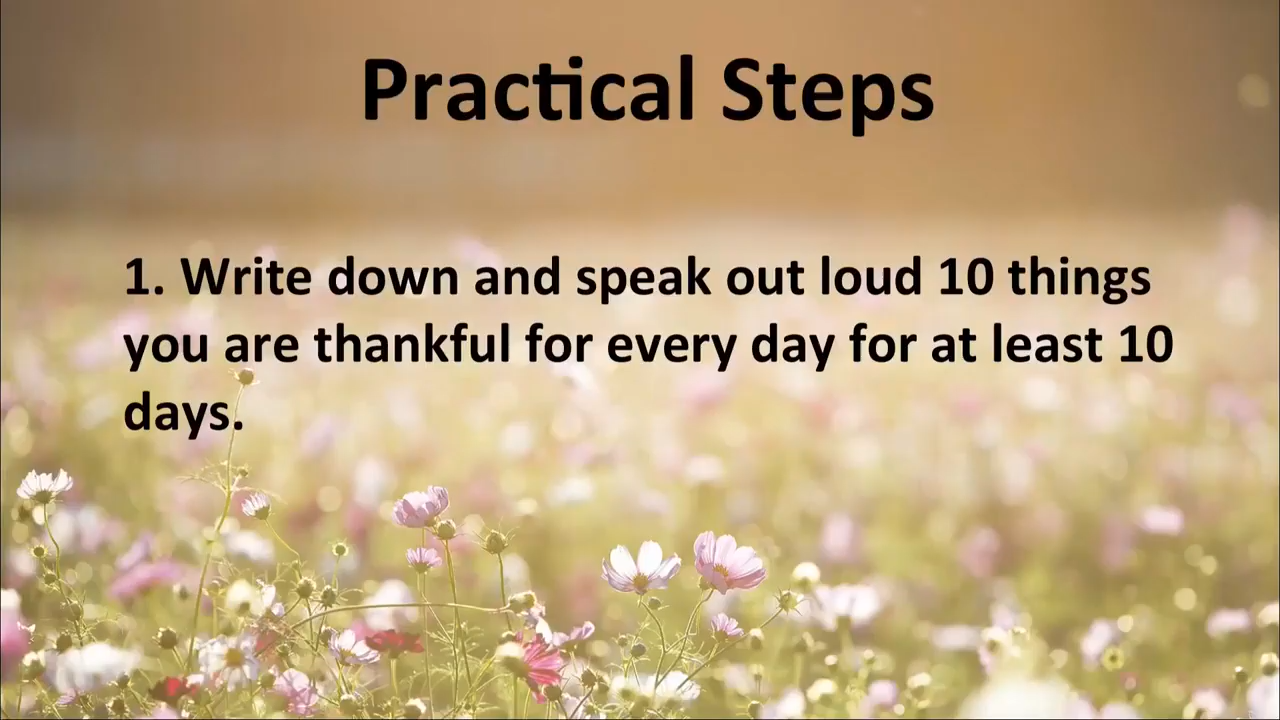 Practical Steps
1. Write down and speak out loud 10 things
you are thankful for every day for at least 10
days.